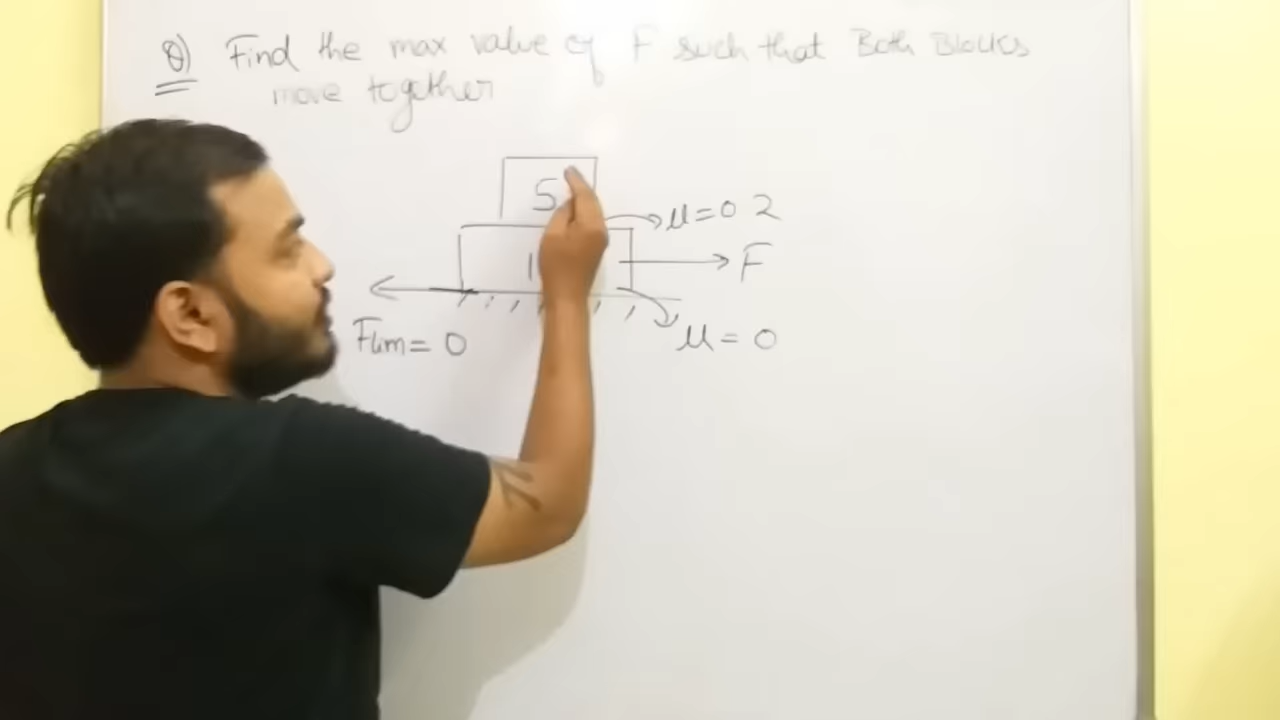 Q) Find the max value of F such that Both Blocks
move together
5
μ=0.2
F
Flim = 0
μ = 0